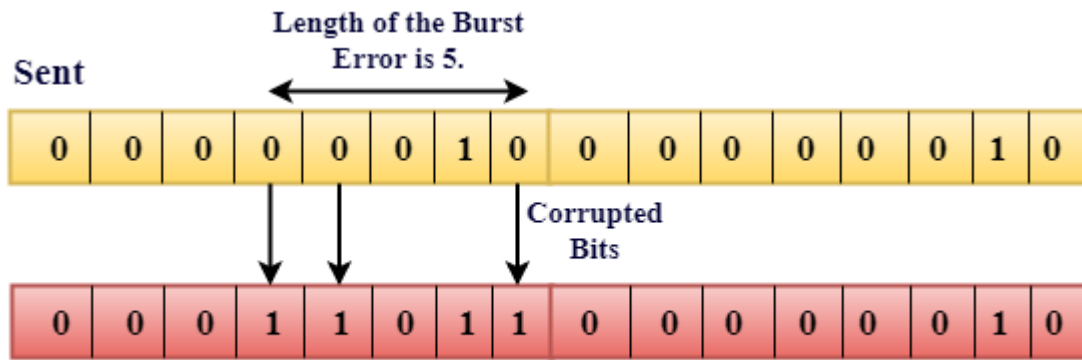 Length of the Burst
Error is 5.
Sent
0 0 0 0 0 0 1 0 0 0 0 0 0 0 1 0
Corrupted
Bits
0 0 0 1 1 0 1 1 0 0 0 0 0 0 1 0